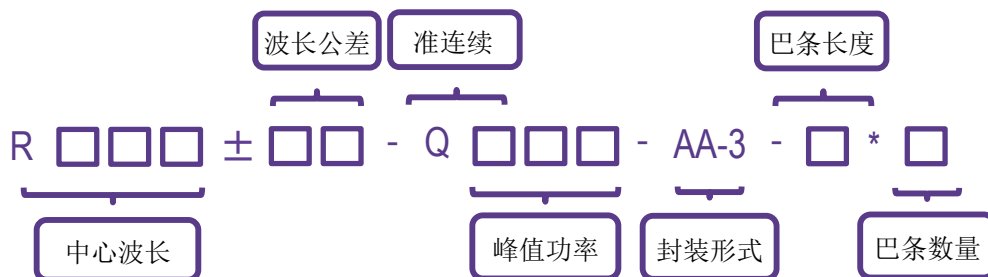 波长公差 准连续 巴条长度
R □□□ ± □□ - Q □□□ - AA-3 - □ * □
中心波长 峰值功率 封装形式 巴条数量